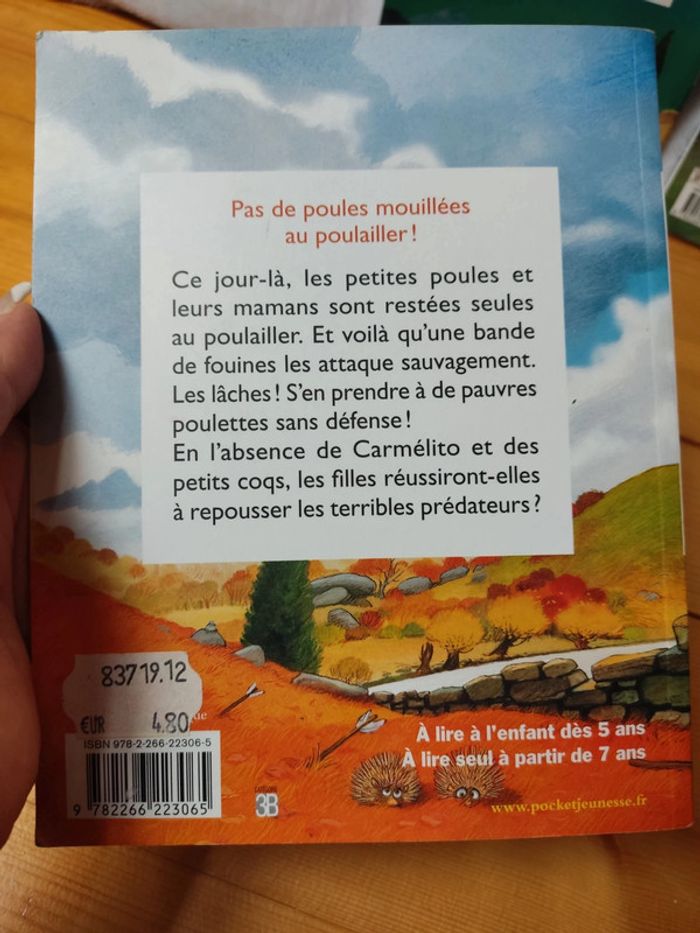 Pas de poules mouillées
au poulailler !
Ce jour-là, les petites poules et
leurs mamans sont restées seules
au poulailler. Et voilà qu'une bande
de fouines les attaque sauvagement.
Les lâches ! S'en prendre à de pauvres
poulettes sans défense !
En l'absence de Carmélito et des
petits coqs, les filles réussiront-elles
à repousser les terribles prédateurs ?
83719.12
€UR 4.80
ISBN 978-2-266-22306-5
9 782266 223065
CATÉGORIE
3B
À lire à l'enfant dès 5 ans
À lire seul à partir de 7 ans
www.pocketjeunesse.fr